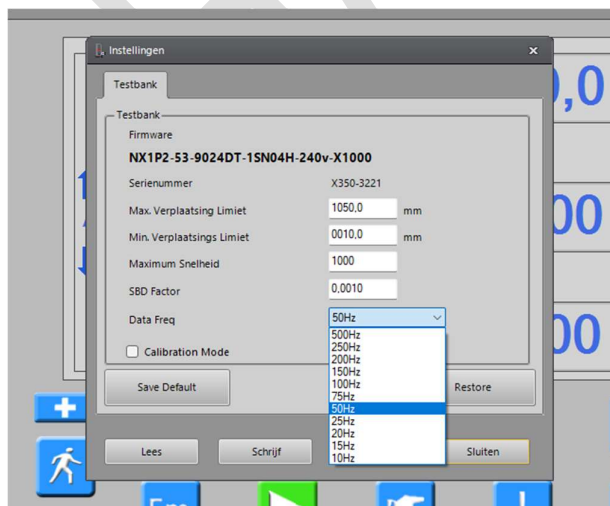 Instellingen
Testbank
Testbank
Firmware
NX1P2-53-9024DT-1SN04H-240v-X1000
Serienummer X350-3221
Max. Verplaatsing Limiet 1050,0 mm
Min. Verplaatsings Limiet 0010,0 mm
Maximum Snelheid 1000
SBD Factor 0,0010
Data Freq 50Hz
500Hz
250Hz
200Hz
150Hz
100Hz
75Hz
50Hz
25Hz
20Hz
15Hz
10Hz
Calibration Mode
Save Default Restore
Lees Schrijf Sluiten